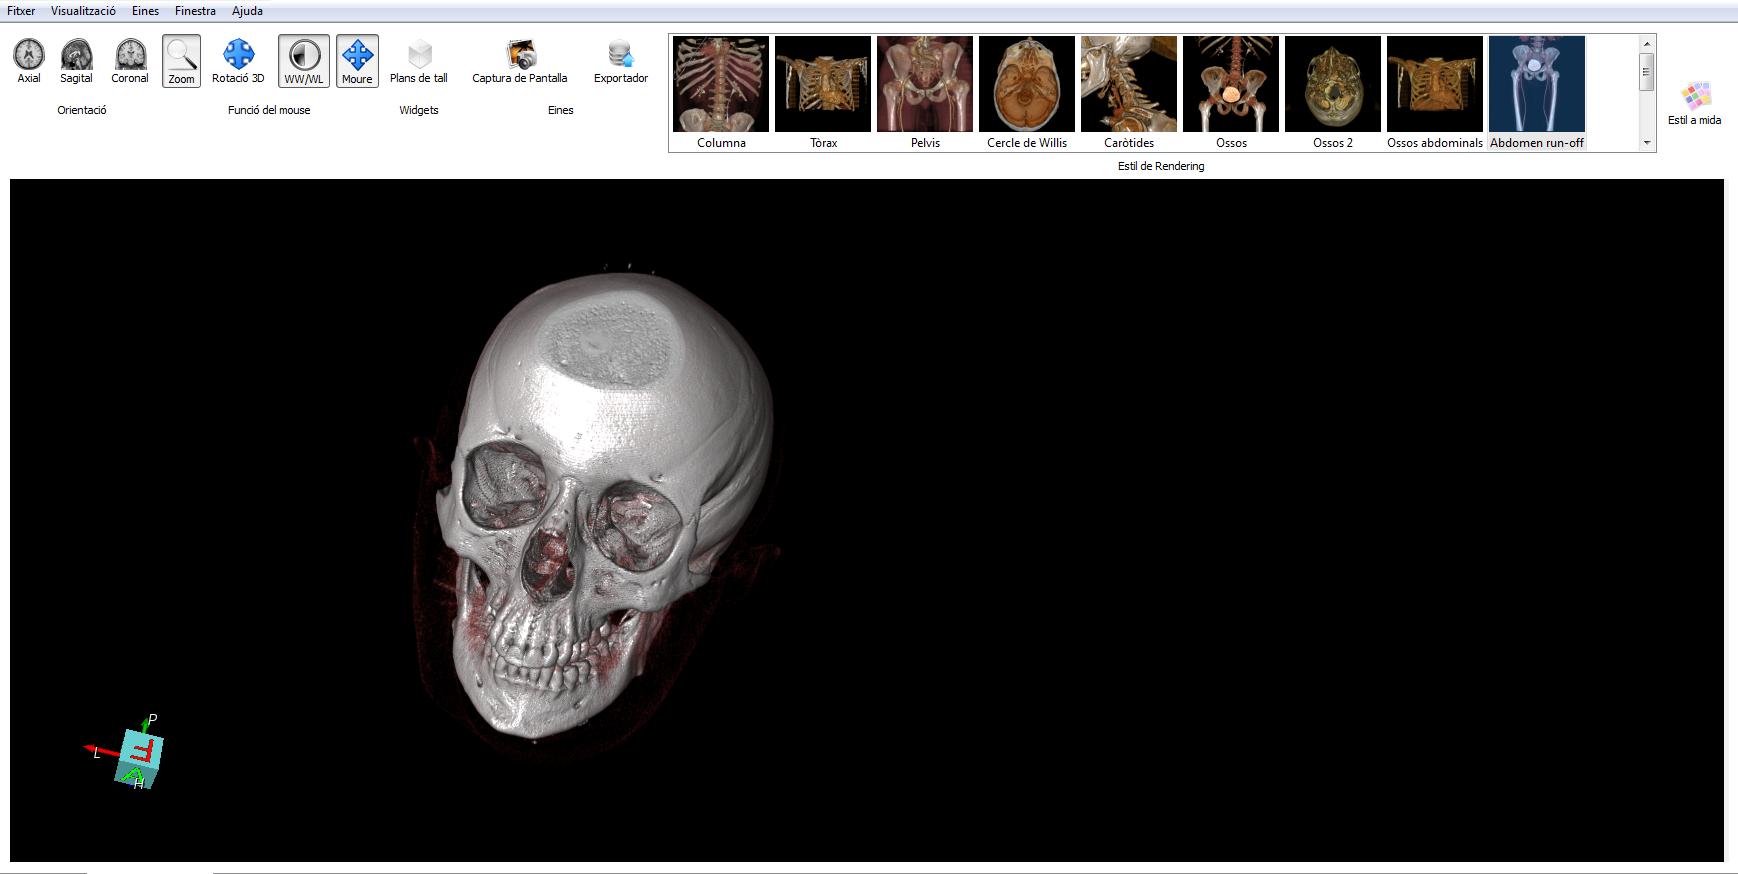 Fitxer Visualització Eines Finestra Ajuda
Axial Sagital Coronal Zoom Rotació 3D WW/WL Moure Plans de tall Captura de Pantalla Exportador
Orientació Funció del mouse Widgets Eines
Columna Tòrax Pelvis Cercle de Willis Caròtides Ossos Ossos 2 Ossos abdominals Abdomen run-off
Estil a mida
Estil de Rendering
P
L
F
A
H